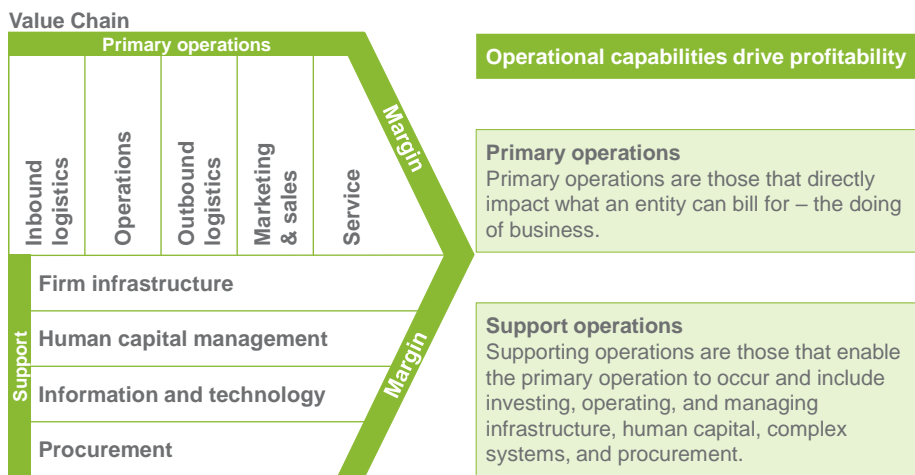 Value Chain
Primary operations
Inbound
logistics
Operations
Outbound
logistics
Marketing
& sales
Service
Margin
Support
Firm infrastructure
Human capital management
Information and technology
Procurement
Margin
Operational capabilities drive profitability
Primary operations
Primary operations are those that directly
impact what an entity can bill for – the doing
of business.
Support operations
Supporting operations are those that enable
the primary operation to occur and include
investing, operating, and managing
infrastructure, human capital, complex
systems, and procurement.